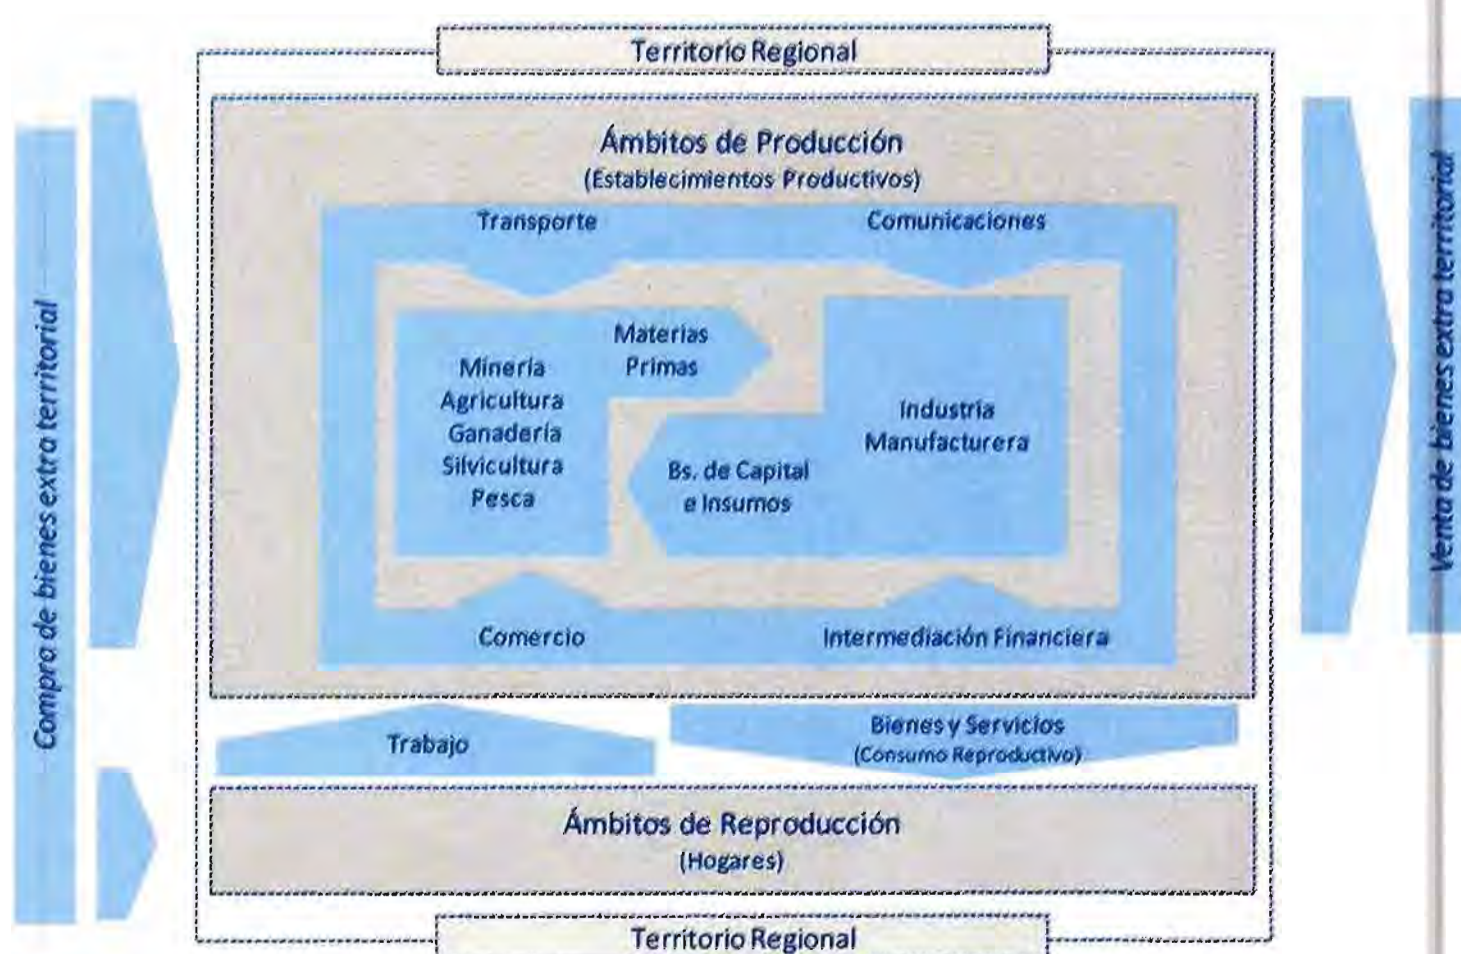 Territorio Regional
Compra de bienes extra territorial
Ámbitos de Producción
(Establecimientos Productivos)
Transporte
Comunicaciones
Minería
Agricultura
Ganadería
Silvicultura
Pesca
Materias
Primas
Bs. de Capital
e Insumos
Industria
Manufacturera
Comercio
Intermediación Financiera
Venta de bienes extra territorial
Trabajo
Bienes y Servicios
(Consumo Reproductivo)
Ámbitos de Reproducción
(Hogares)
Territorio Regional